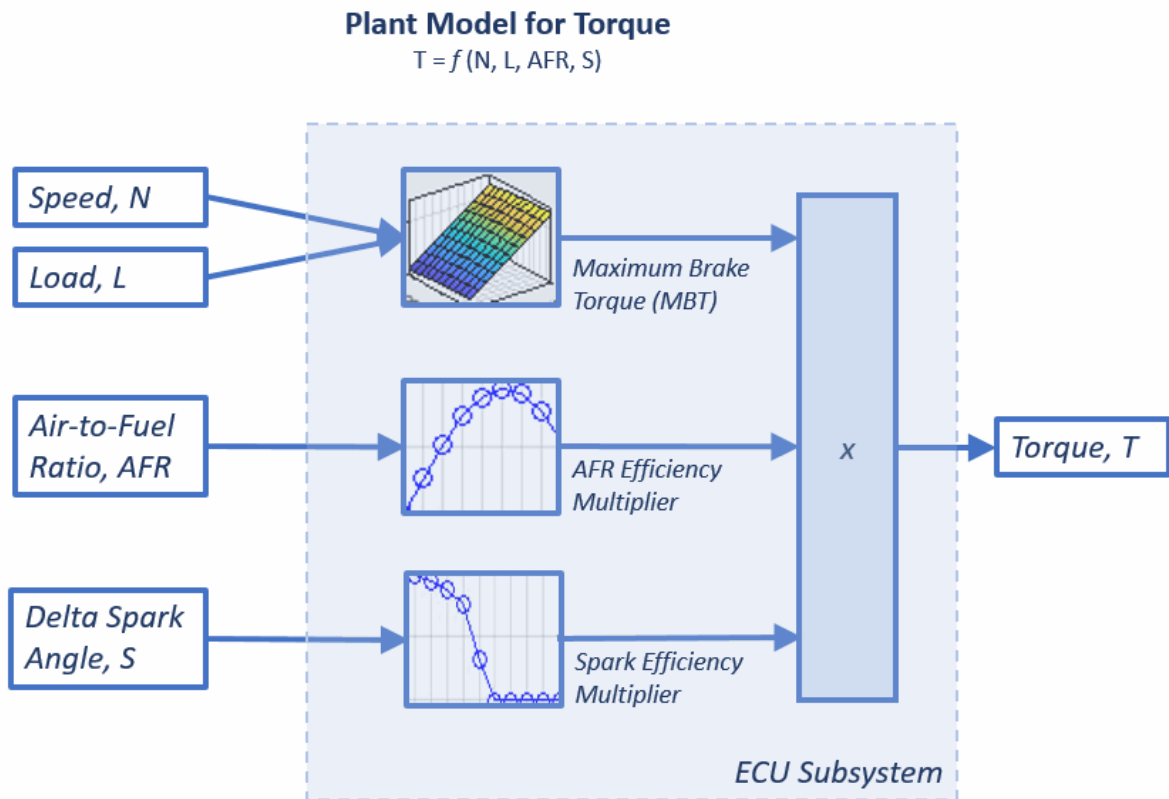 Plant Model for Torque
T = f (N, L, AFR, S)
Speed, N
Load, L
Maximum Brake
Torque (MBT)
Air-to-Fuel
Ratio, AFR
AFR Efficiency
Multiplier
x
Torque, T
Delta Spark
Angle, S
Spark Efficiency
Multiplier
ECU Subsystem